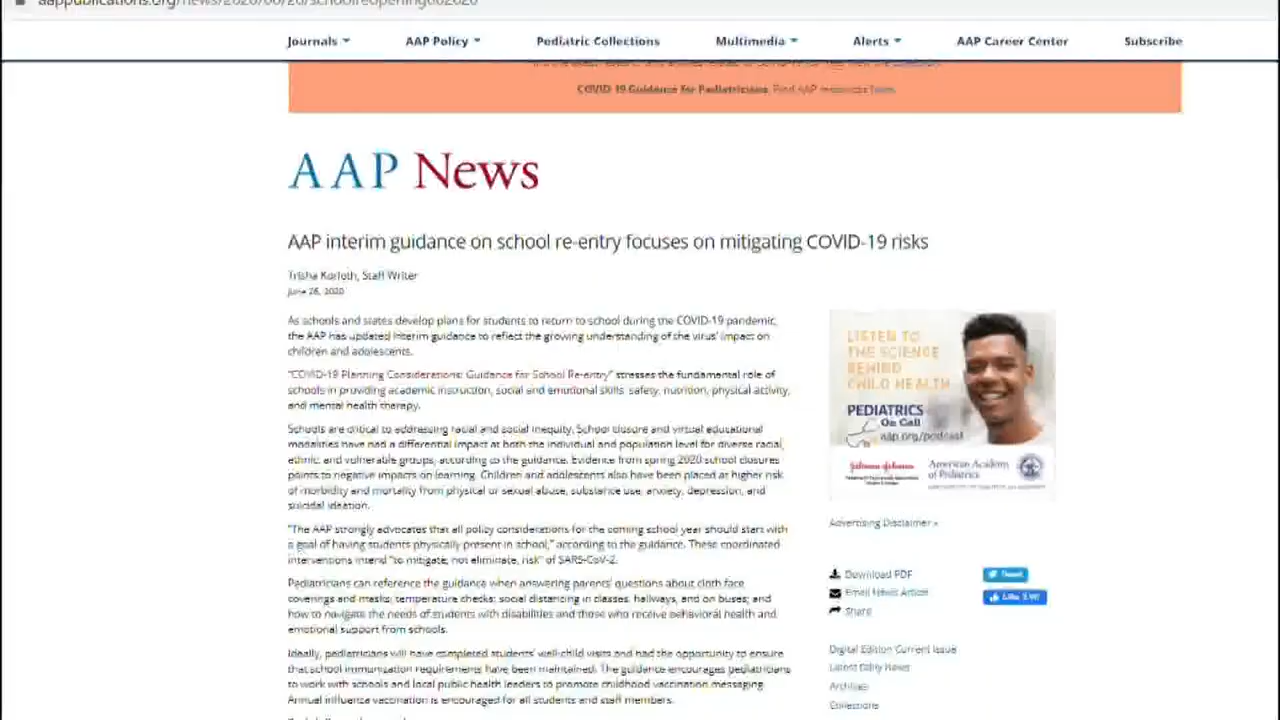 Journals
AAP Policy
Pediatric Collections
Multimedia
Alerts
AAP Career Center
Subscribe
COVID-19 Guidance for Pediatricians. Find AAP resources here.
AAP News
AAP interim guidance on school re-entry focuses on mitigating COVID-19 risks
Trisha Korioth, Staff Writer
June 26, 2020
As schools and states develop plans for students to return to school during the COVID-19 pandemic,
the AAP has updated interim guidance to reflect the growing understanding of the virus' impact on
children and adolescents.
"COVID-19 Planning Considerations: Guidance for School Re-entry" stresses the fundamental role of
schools in providing academic instruction, social and emotional skills, safety, nutrition, physical activity,
and mental health therapy.
Schools are critical to addressing racial and social inequity. School closure and virtual educational
modalities have had a differential impact at both the individual and population level for diverse racial,
ethnic and vulnerable groups, according to the guidance. Evidence from spring 2020 school closures
points to negative impacts on learning. Children and adolescents also have been placed at higher risk
of morbidity and mortality from physical or sexual abuse, substance use, anxiety, depression, and
suicidal ideation.
"The AAP strongly advocates that all policy considerations for the coming school year should start with
a goal of having students physically present in school," according to the guidance. These coordinated
interventions intend "to mitigate, not eliminate, risk" of SARS-CoV-2.
Pediatricians can reference the guidance when answering parents' questions about cloth face
coverings and masks; temperature checks; social distancing in classes, hallways, and on buses; and
how to navigate the needs of students with disabilities and those who receive behavioral health and
emotional support from schools.
Ideally, pediatricians will have completed students' well-child visits and had the opportunity to ensure
that school immunization requirements have been maintained. The guidance encourages pediatricians
to work with schools and local public health leaders to promote childhood vaccination messaging.
Annual influenza vaccination is encouraged for all students and staff members.
LISTEN TO
THE SCIENCE
BEHIND
CHILD HEALTH
PEDIATRICS
On Call
aap.org/podcast
Johnson & Johnson
American Academy
of Pediatrics
Advertising Disclaimer »
Download PDF
Email News Article
Share
Tweet
Like
Digital Edition Current Issue
Latest Daily News
Archives
Collections